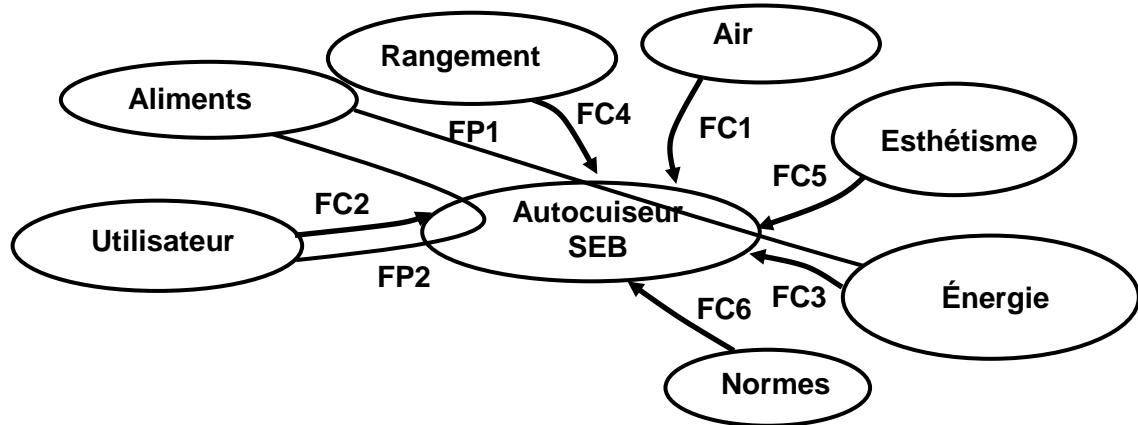 Air
Rangement
Aliments
FC4
FP1
FC1
Esthétisme
FC5
FC2
Autocuiseur
SEB
Utilisateur
FP2
FC3
Énergie
FC6
Normes